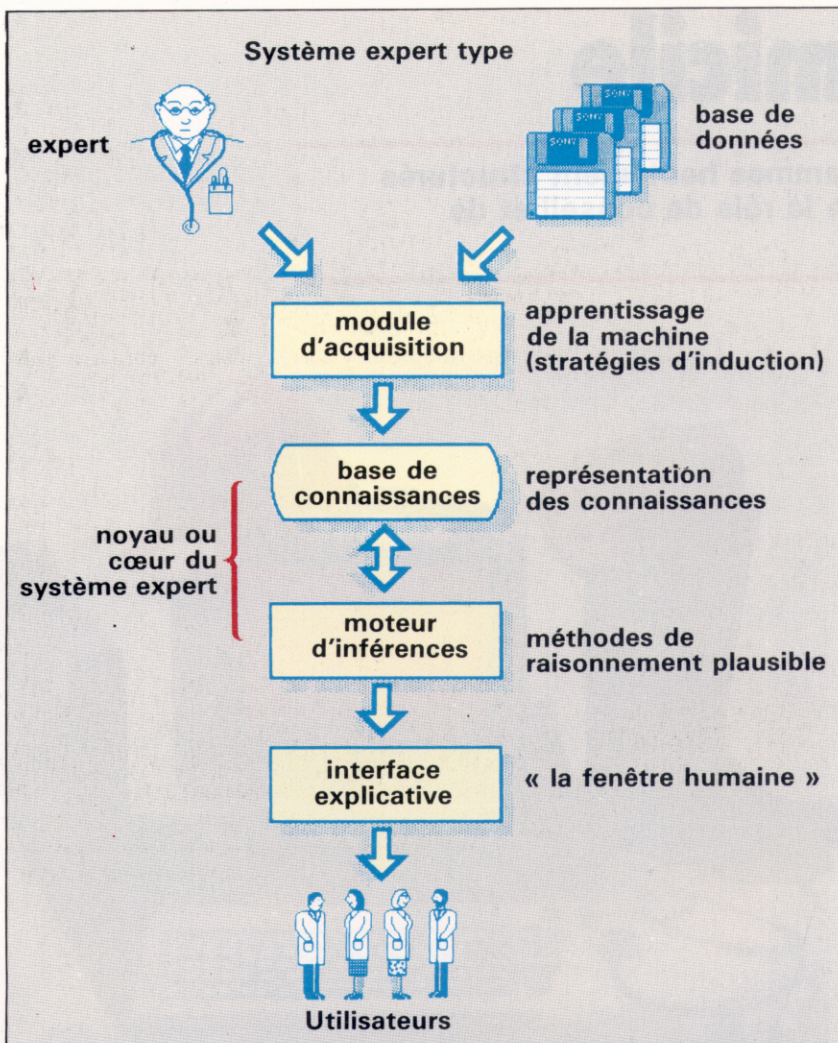 Système expert type
expert
SONY
SONY
base de
données
module
d'acquisition
apprentissage
de la machine
(stratégies d'induction)
base de
connaissances
représentation
des connaissances
noyau ou
cœur du
système expert
moteur
d'inférences
méthodes de
raisonnement plausible
interface
explicative
« la fenêtre humaine »
Utilisateurs